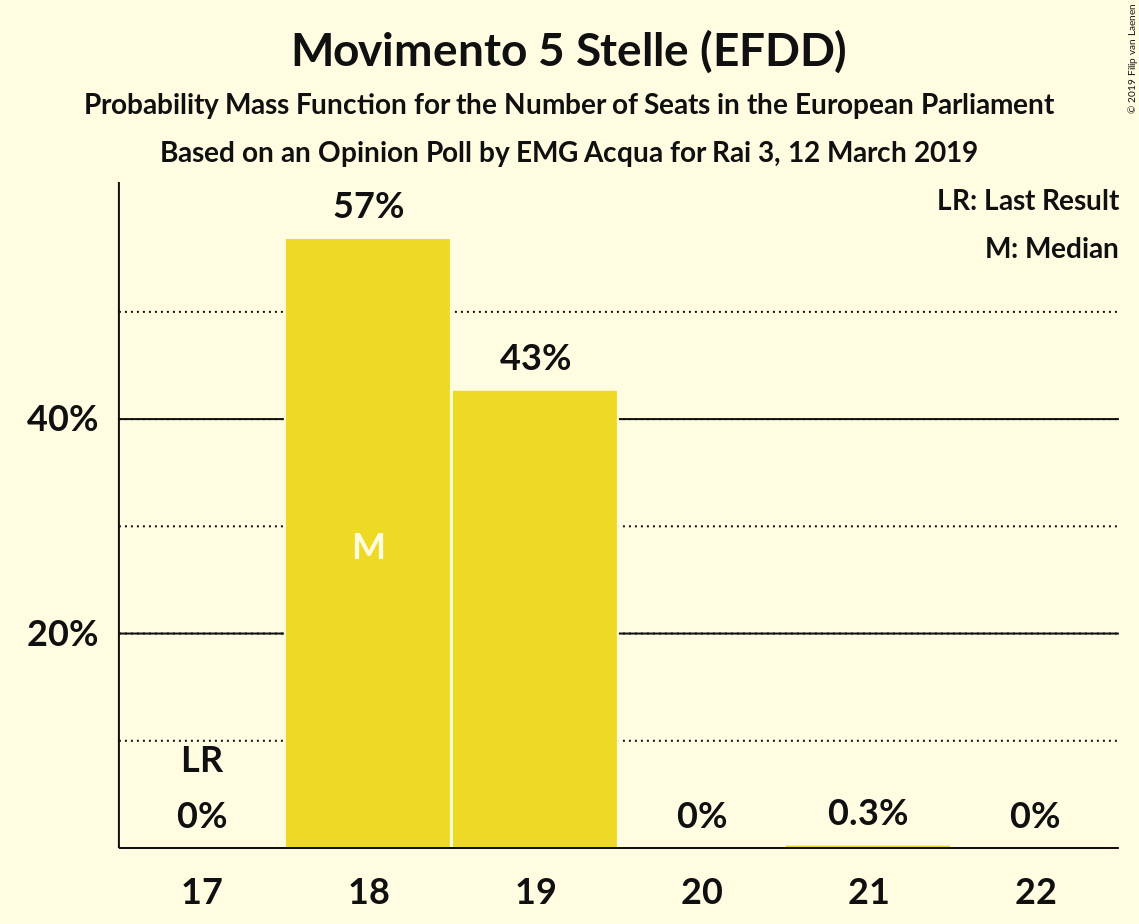 Movimento 5 Stelle (EFDD)
Probability Mass Function for the Number of Seats in the European Parliament
Based on an Opinion Poll by EMG Acqua for Rai 3, 12 March 2019
© 2019 Filip van Laenen
LR: Last Result
M: Median
57%
43%
40%
M
20%
LR
0%
0%
0.3%
0%
17 18 19 20 21 22